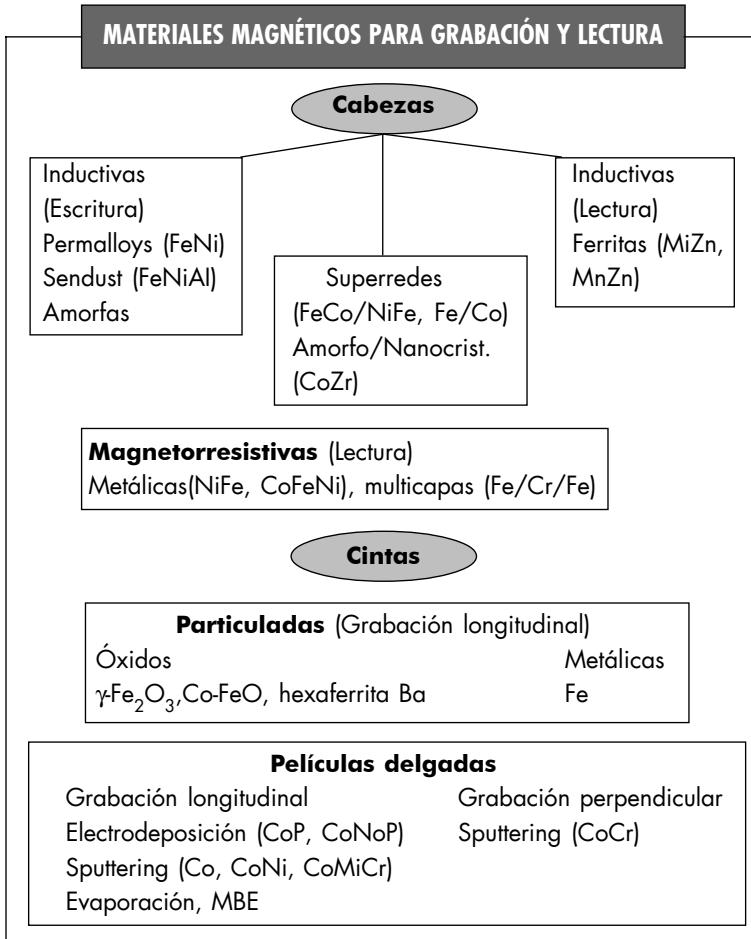 MATERIALES MAGNÉTICOS PARA GRABACIÓN Y LECTURA
Cabezas
Inductivas
(Escritura)
Permalloys (FeNi)
Sendust (FeNiAl)
Amorfas
Superredes
(FeCo/NiFe, Fe/Co)
Amorfo/Nanocrist.
(CoZr)
Inductivas
(Lectura)
Ferritas (MiZn,
MnZn)
Magnetorresistivas (Lectura)
Metálicas(NiFe, CoFeNi), multicapas (Fe/Cr/Fe)
Cintas
Particuladas (Grabación longitudinal)
Óxidos
γ-Fe₂O₃,Co-FeO, hexaferrita Ba
Metálicas
Fe
Películas delgadas
Grabación longitudinal
Electrodeposición (CoP, CoNoP)
Sputtering (Co, CoNi, CoMiCr)
Evaporación, MBE
Grabación perpendicular
Sputtering (CoCr)